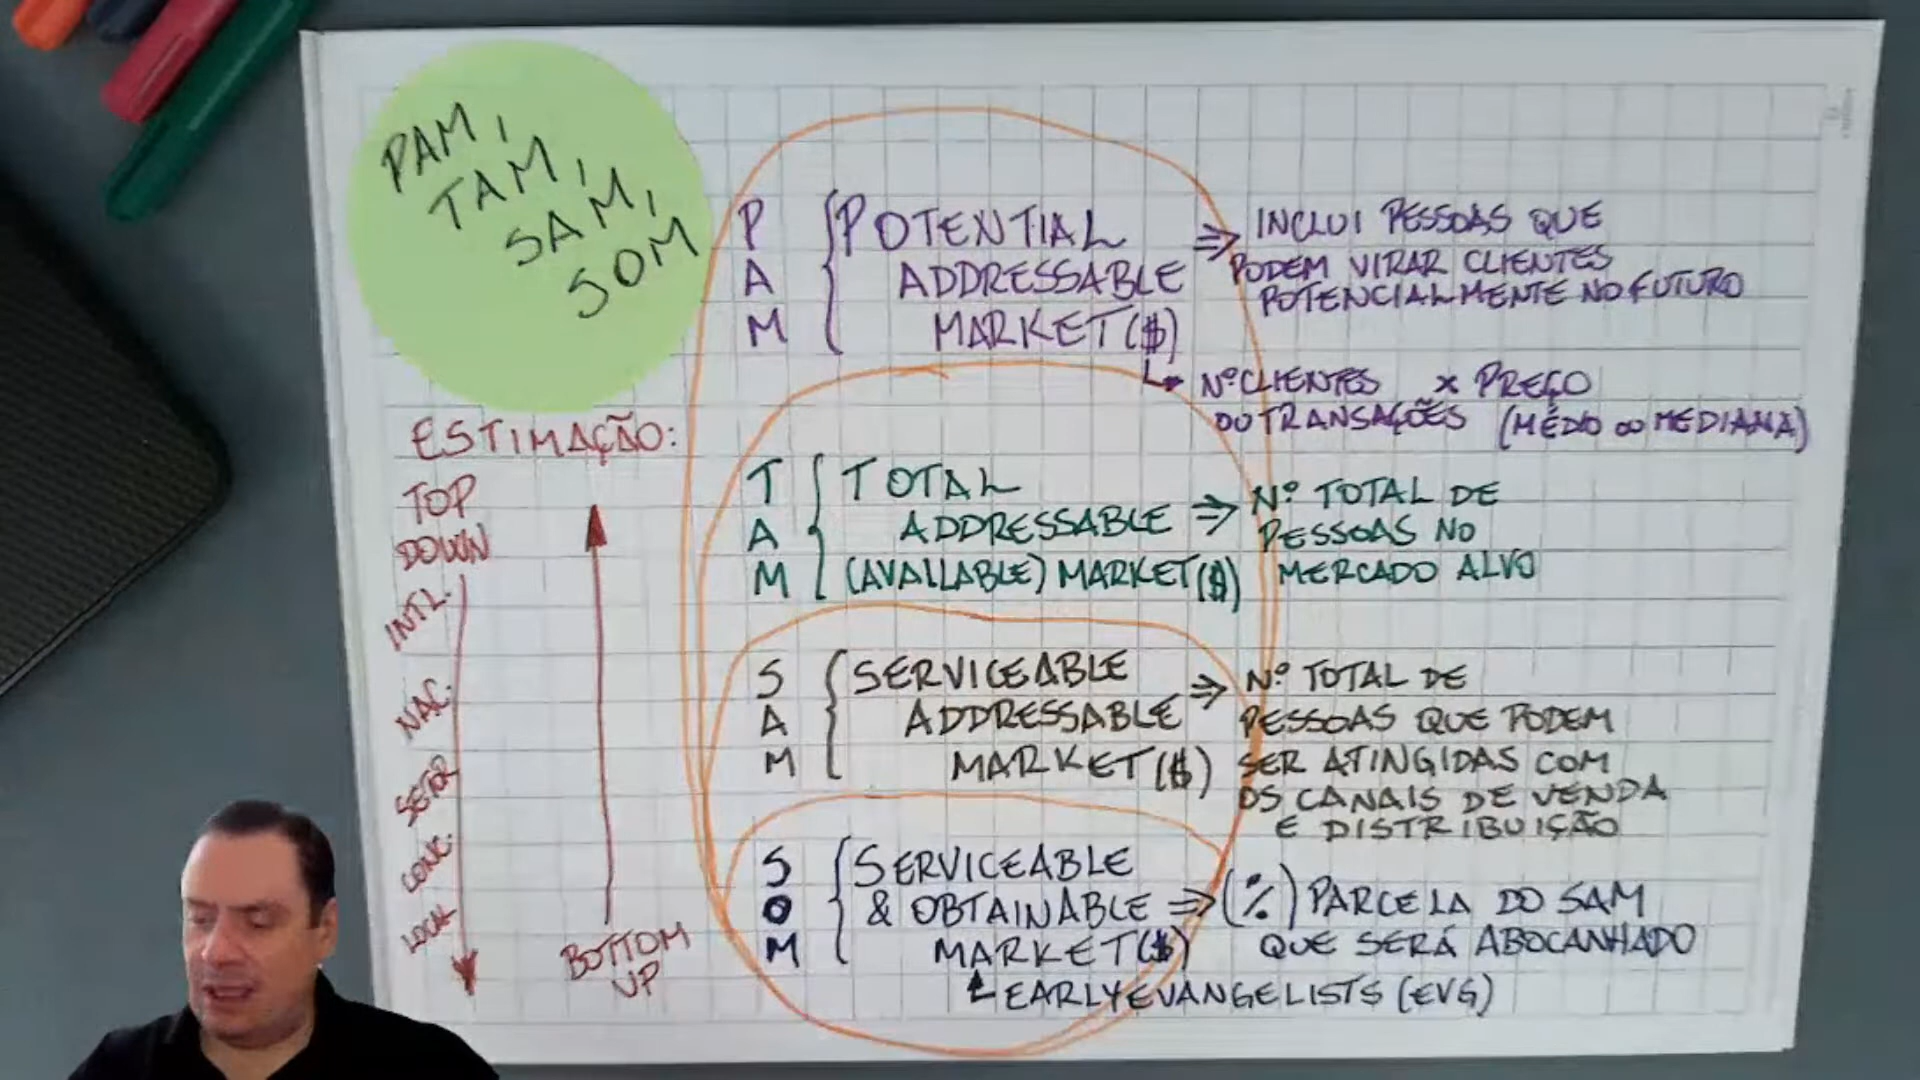 PAM,
TAM,
SAM,
SOM
ESTIMAÇÃO:
TOP
DOWN
INTL.
NAC.
SETOR
CONC.
LOCAL
BOTTOM
UP
P { POTENTIAL
A ADDRESSABLE
M MARKET ($)
⇒ INCLUI PESSOAS QUE
PODEM VIRAR CLIENTES
POTENCIALMENTE NO FUTURO
↳ Nº CLIENTES x PREÇO
OU TRANSAÇÕES (MÉDIO OU MEDIANA)
T { TOTAL
A ADDRESSABLE
M (AVAILABLE) MARKET ($)
⇒ Nº TOTAL DE
PESSOAS NO
MERCADO ALVO
S { SERVICEABLE
A ADDRESSABLE
M MARKET ($)
⇒ Nº TOTAL DE
PESSOAS QUE PODEM
SER ATINGIDAS COM
OS CANAIS DE VENDA
E DISTRIBUIÇÃO
S { SERVICEABLE
O & OBTAINABLE
M MARKET ($)
⇒ (%) PARCELA DO SAM
QUE SERÁ ABOCANHADO
EARLYEVANGELISTS (EVG)